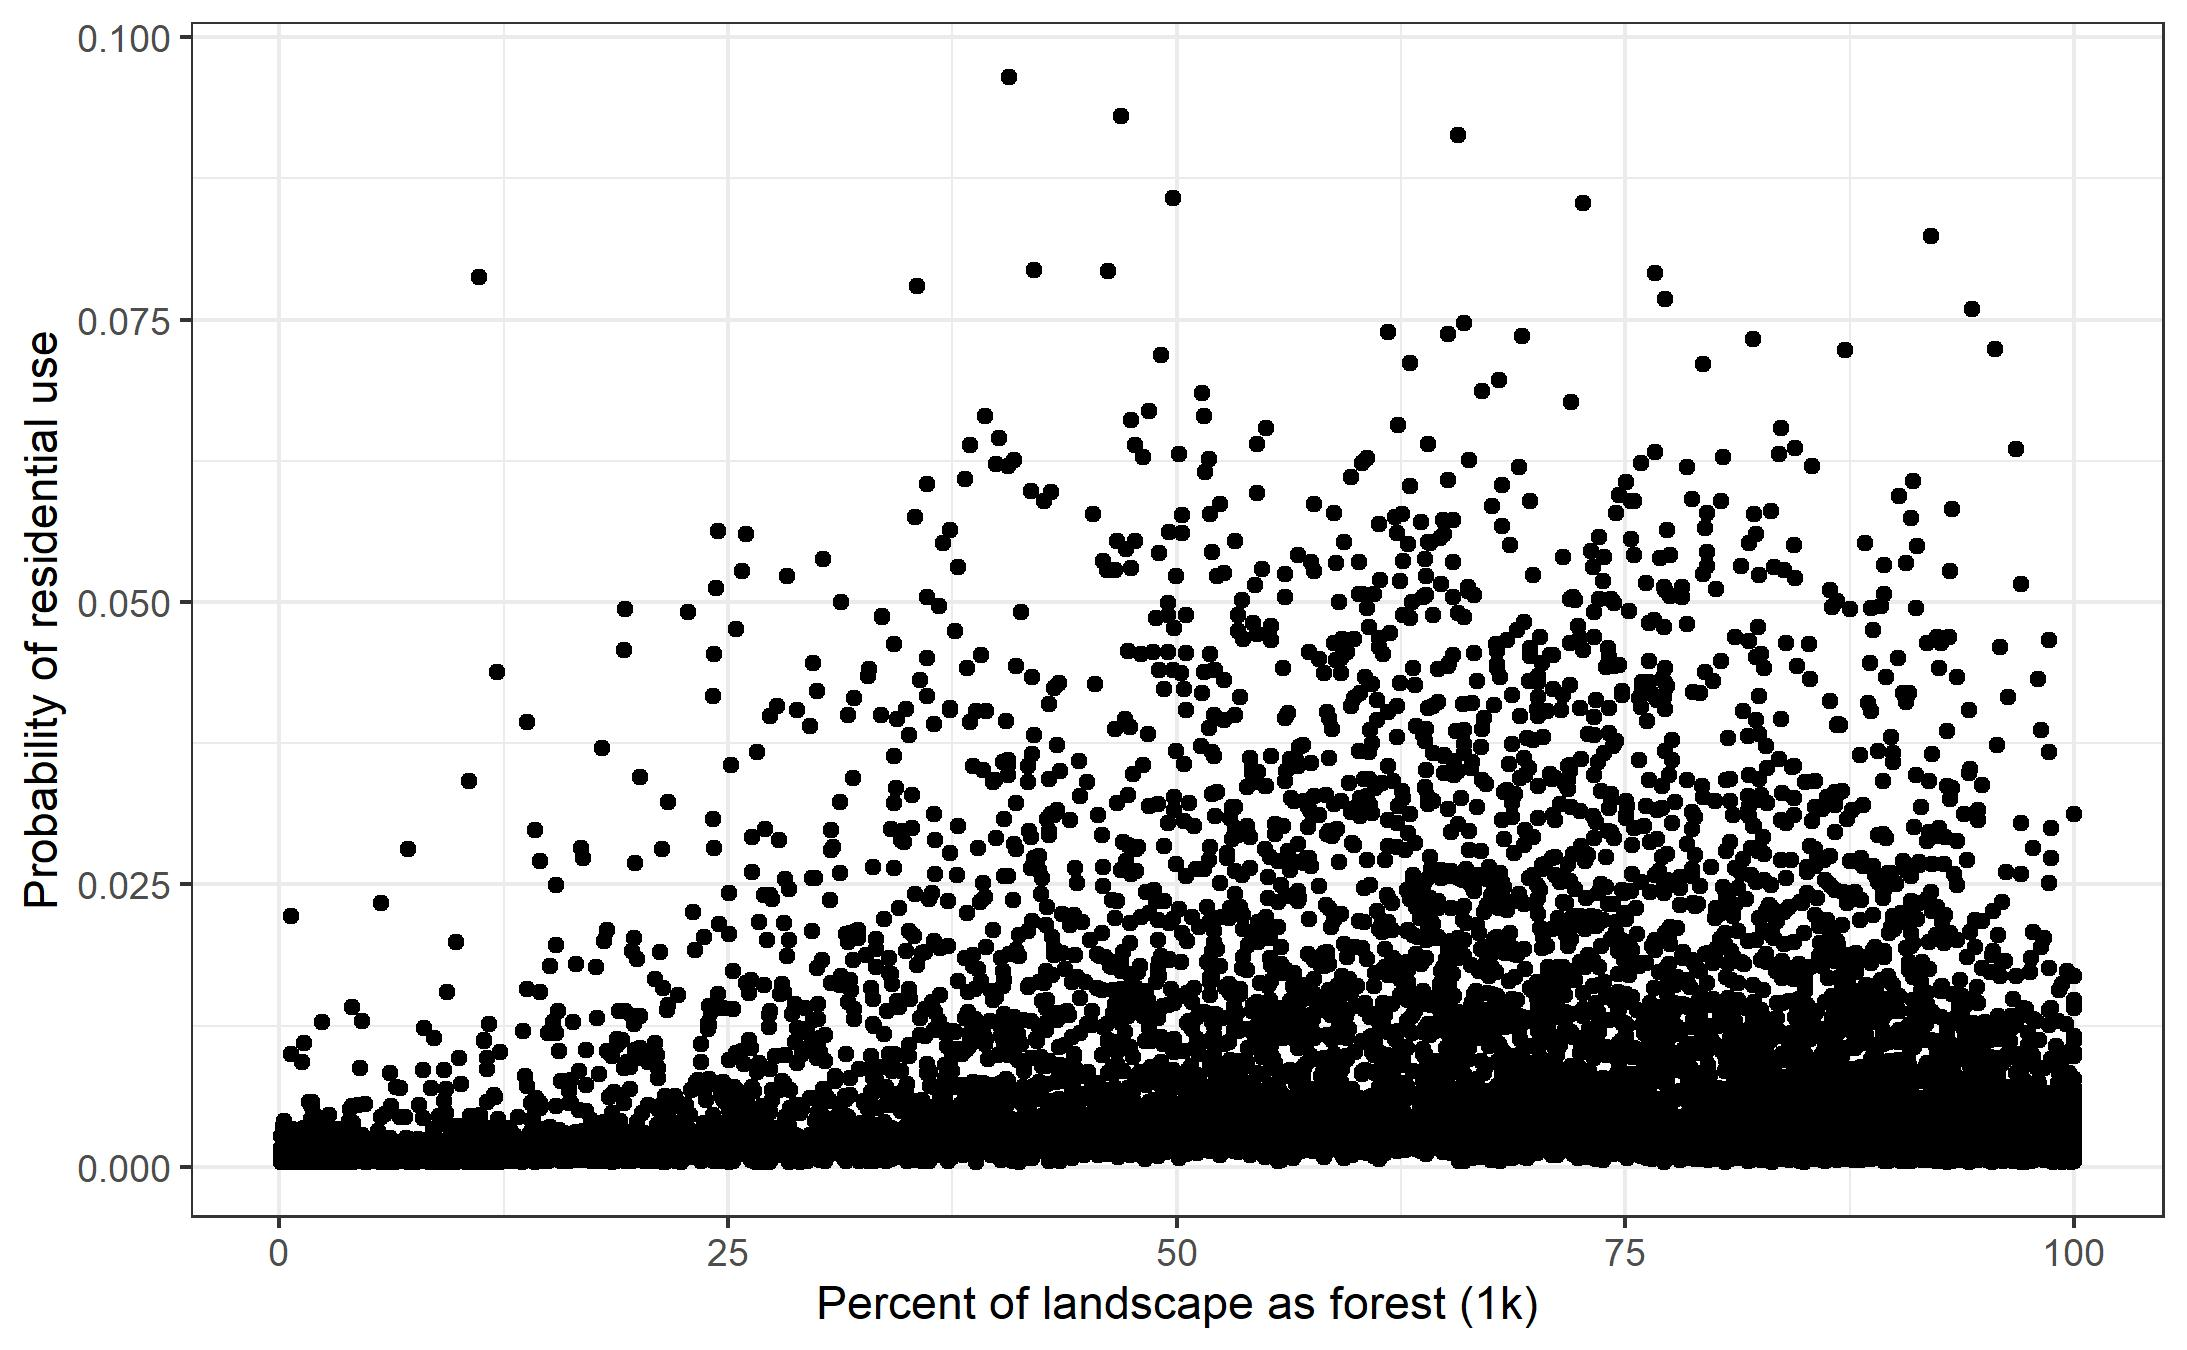 Probability of residential use
0.100
0.075
0.050
0.025
0.000
0 25 50 75 100
Percent of landscape as forest (1k)